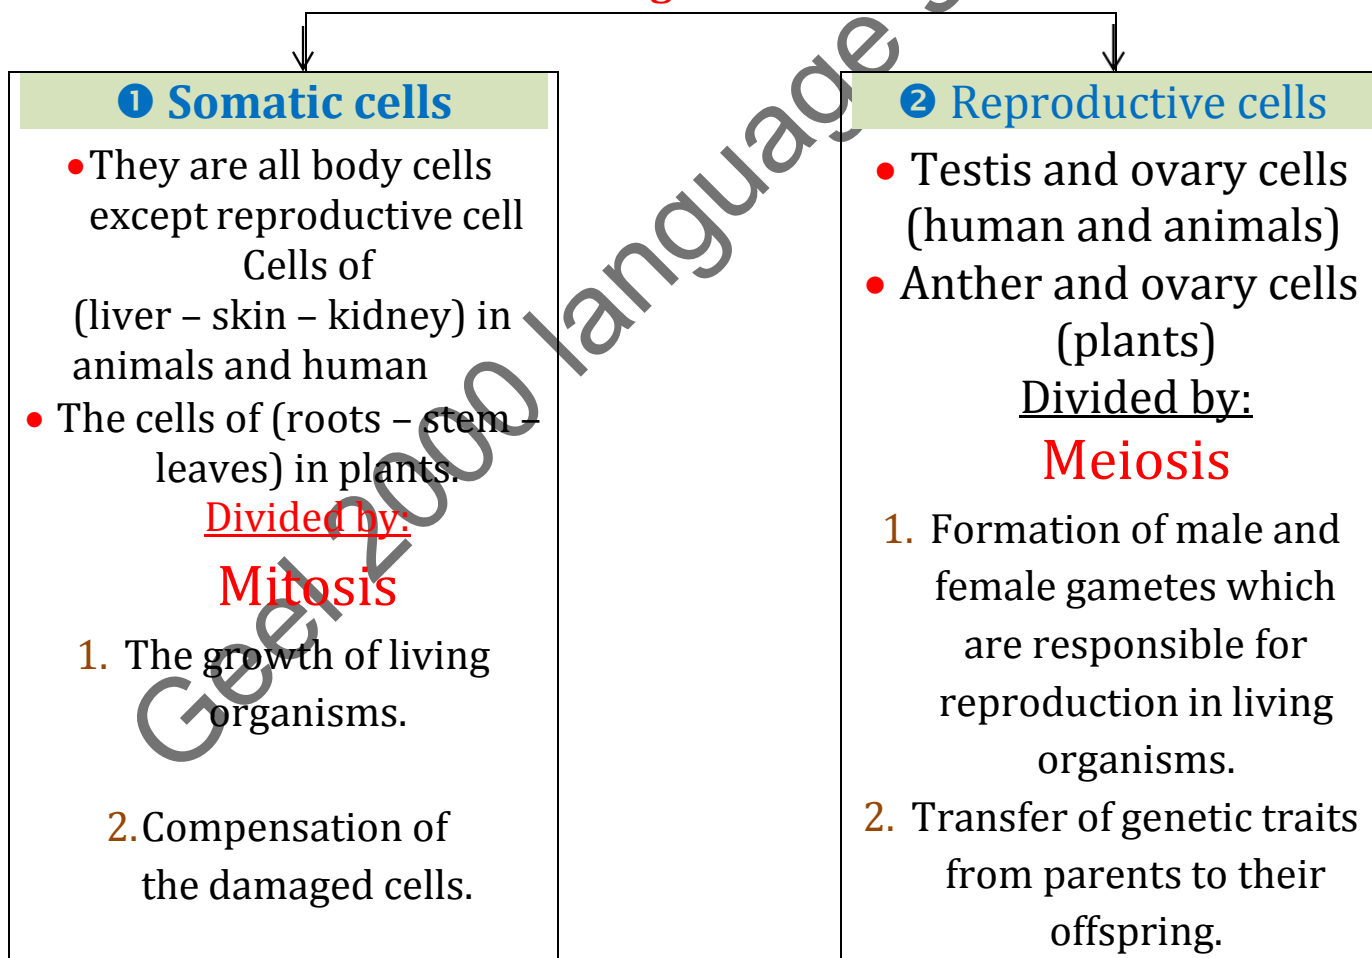 ❶ Somatic cells
• They are all body cells
except reproductive cell
Cells of
(liver – skin – kidney) in
animals and human
• The cells of (roots – stem –
leaves) in plants.
Divided by:
Mitosis
1. The growth of living
organisms.
2. Compensation of
the damaged cells.
❷ Reproductive cells
• Testis and ovary cells
(human and animals)
• Anther and ovary cells
(plants)
Divided by:
Meiosis
1. Formation of male and
female gametes which
are responsible for
reproduction in living
organisms.
2. Transfer of genetic traits
from parents to their
offspring.
Geel 2000 language